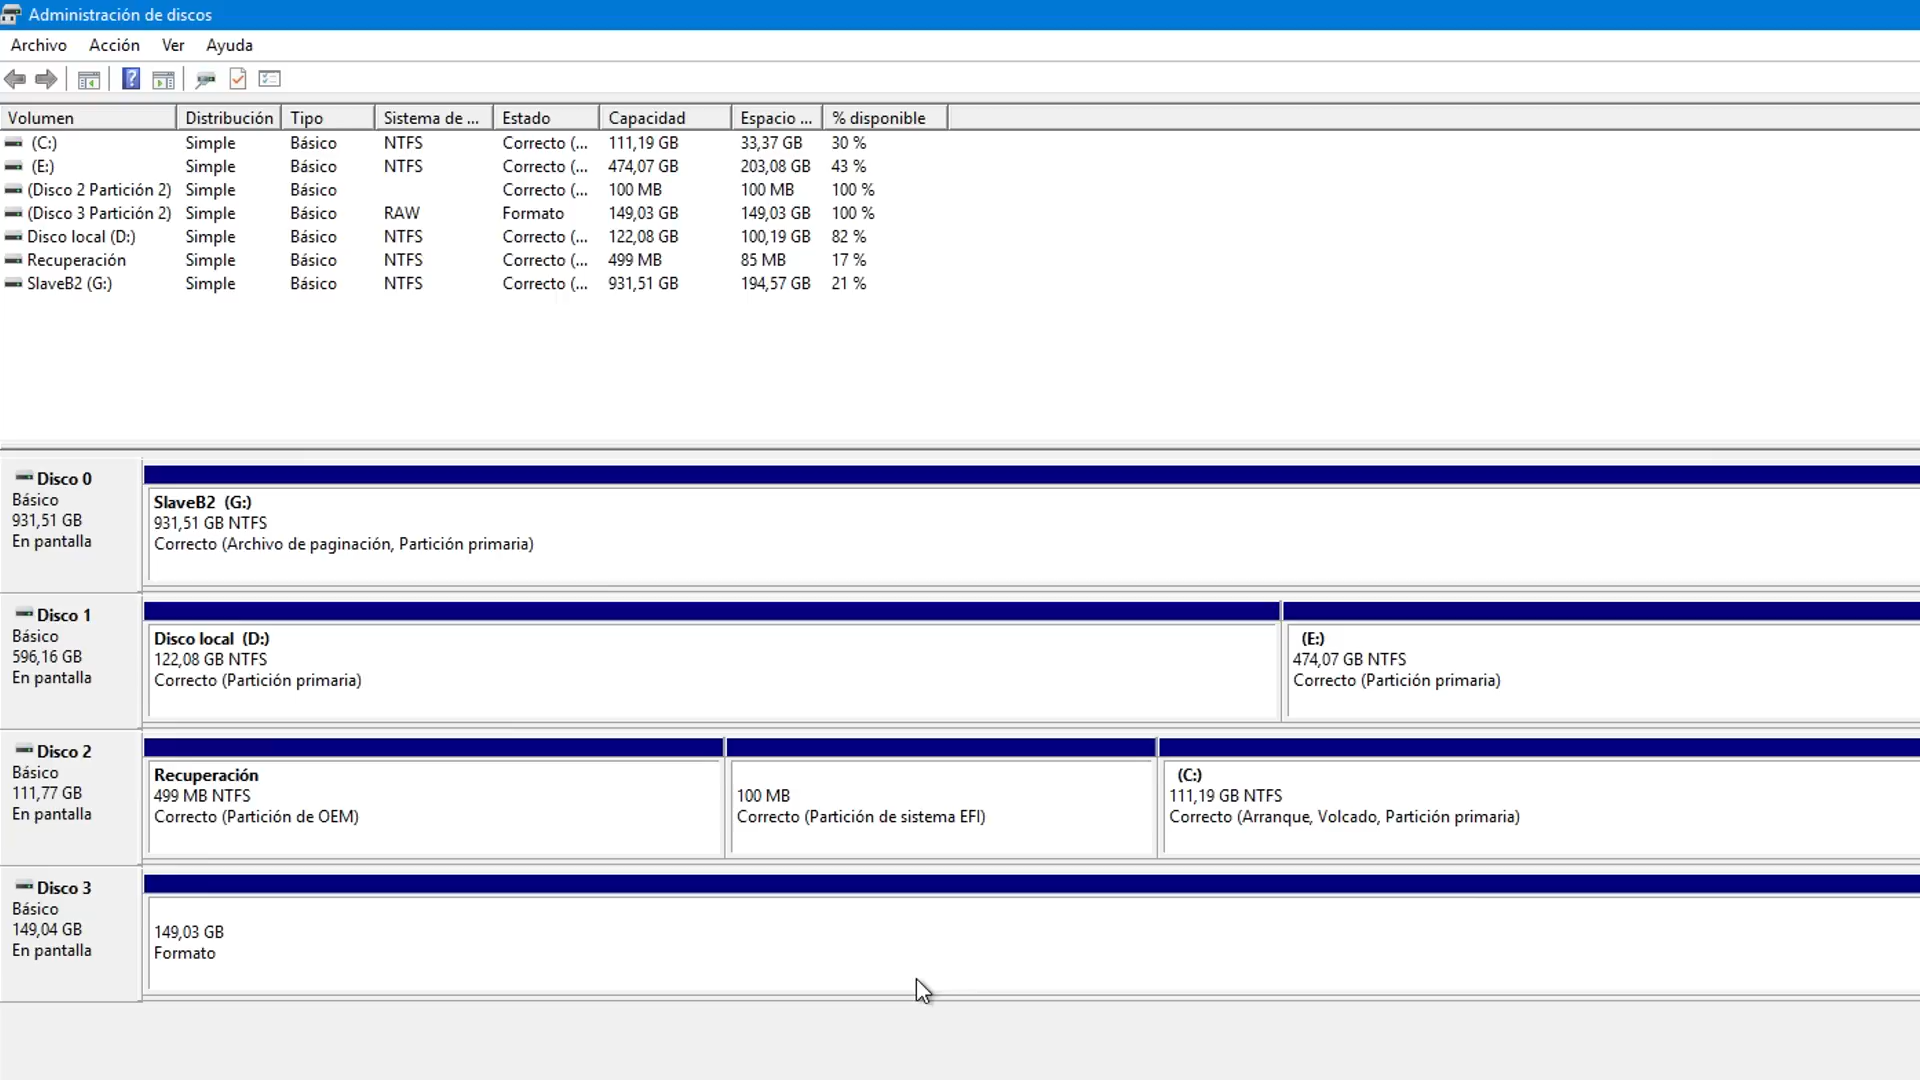 Administración de discos
Archivo Acción Ver Ayuda
Volumen Distribución Tipo Sistema de ... Estado Capacidad Espacio ... % disponible
(C:) Simple Básico NTFS Correcto (... 111,19 GB 33,37 GB 30 %
(E:) Simple Básico NTFS Correcto (... 474,07 GB 203,08 GB 43 %
(Disco 2 Partición 2) Simple Básico Correcto (... 100 MB 100 MB 100 %
(Disco 3 Partición 2) Simple Básico RAW Formato 149,03 GB 149,03 GB 100 %
Disco local (D:) Simple Básico NTFS Correcto (... 122,08 GB 100,19 GB 82 %
Recuperación Simple Básico NTFS Correcto (... 499 MB 85 MB 17 %
SlaveB2 (G:) Simple Básico NTFS Correcto (... 931,51 GB 194,57 GB 21 %
Disco 0
Básico
931,51 GB
En pantalla
SlaveB2 (G:)
931,51 GB NTFS
Correcto (Archivo de paginación, Partición primaria)
Disco 1
Básico
596,16 GB
En pantalla
Disco local (D:)
122,08 GB NTFS
Correcto (Partición primaria)
(E:)
474,07 GB NTFS
Correcto (Partición primaria)
Disco 2
Básico
111,77 GB
En pantalla
Recuperación
499 MB NTFS
Correcto (Partición de OEM)
100 MB
Correcto (Partición de sistema EFI)
(C:)
111,19 GB NTFS
Correcto (Arranque, Volcado, Partición primaria)
Disco 3
Básico
149,04 GB
En pantalla
149,03 GB
Formato